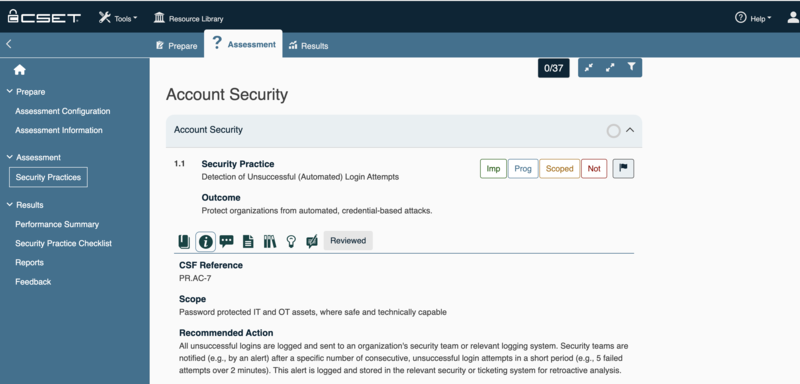 CSET
Tools
Resource Library
Help
Prepare
Assessment
Results
0/37
Prepare
Assessment Configuration
Assessment Information
Assessment
Security Practices
Results
Performance Summary
Security Practice Checklist
Reports
Feedback
Account Security
Account Security
1.1 Security Practice
Imp Prog Scoped Not
Detection of Unsuccessful (Automated) Login Attempts
Outcome
Protect organizations from automated, credential-based attacks.
Reviewed
CSF Reference
PR.AC-7
Scope
Password protected IT and OT assets, where safe and technically capable
Recommended Action
All unsuccessful logins are logged and sent to an organization's security team or relevant logging system. Security teams are
notified (e.g., by an alert) after a specific number of consecutive, unsuccessful login attempts in a short period (e.g., 5 failed
attempts over 2 minutes). This alert is logged and stored in the relevant security or ticketing system for retroactive analysis.